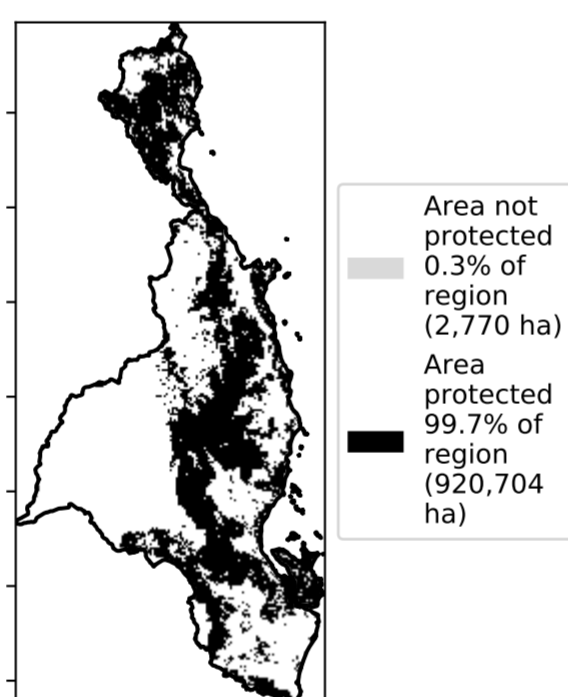 Area not
protected
0.3% of
region
(2,770 ha)
Area
protected
99.7% of
region
(920,704
ha)